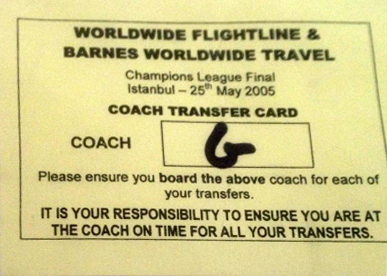 WORLDWIDE FLIGHTLINE &
BARNES WORLDWIDE TRAVEL
Champions League Final
Istanbul – 25th May 2005
COACH TRANSFER CARD
COACH G
Please ensure you board the above coach for each of
your transfers.
IT IS YOUR RESPONSIBILITY TO ENSURE YOU ARE AT
THE COACH ON TIME FOR ALL YOUR TRANSFERS.